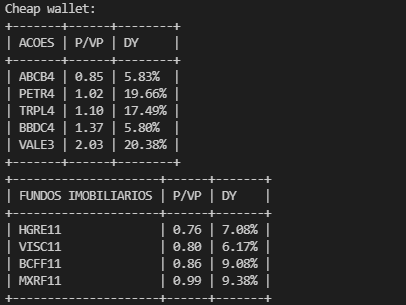 Cheap wallet:
+-------+------+--------+
| ACOES | P/VP | DY     |
+-------+------+--------+
| ABCB4 | 0.85 | 5.83%  |
| PETR4 | 1.02 | 19.66% |
| TRPL4 | 1.10 | 17.49% |
| BBDC4 | 1.37 | 5.80%  |
| VALE3 | 2.03 | 20.38% |
+-------+------+--------+
+--------------------+------+-------+
| FUNDOS IMOBILIARIOS | P/VP | DY    |
+--------------------+------+-------+
| HGRE11             | 0.76 | 7.08% |
| VISC11             | 0.80 | 6.17% |
| BCFF11             | 0.86 | 9.08% |
| MXRF11             | 0.99 | 9.38% |
+--------------------+------+-------+